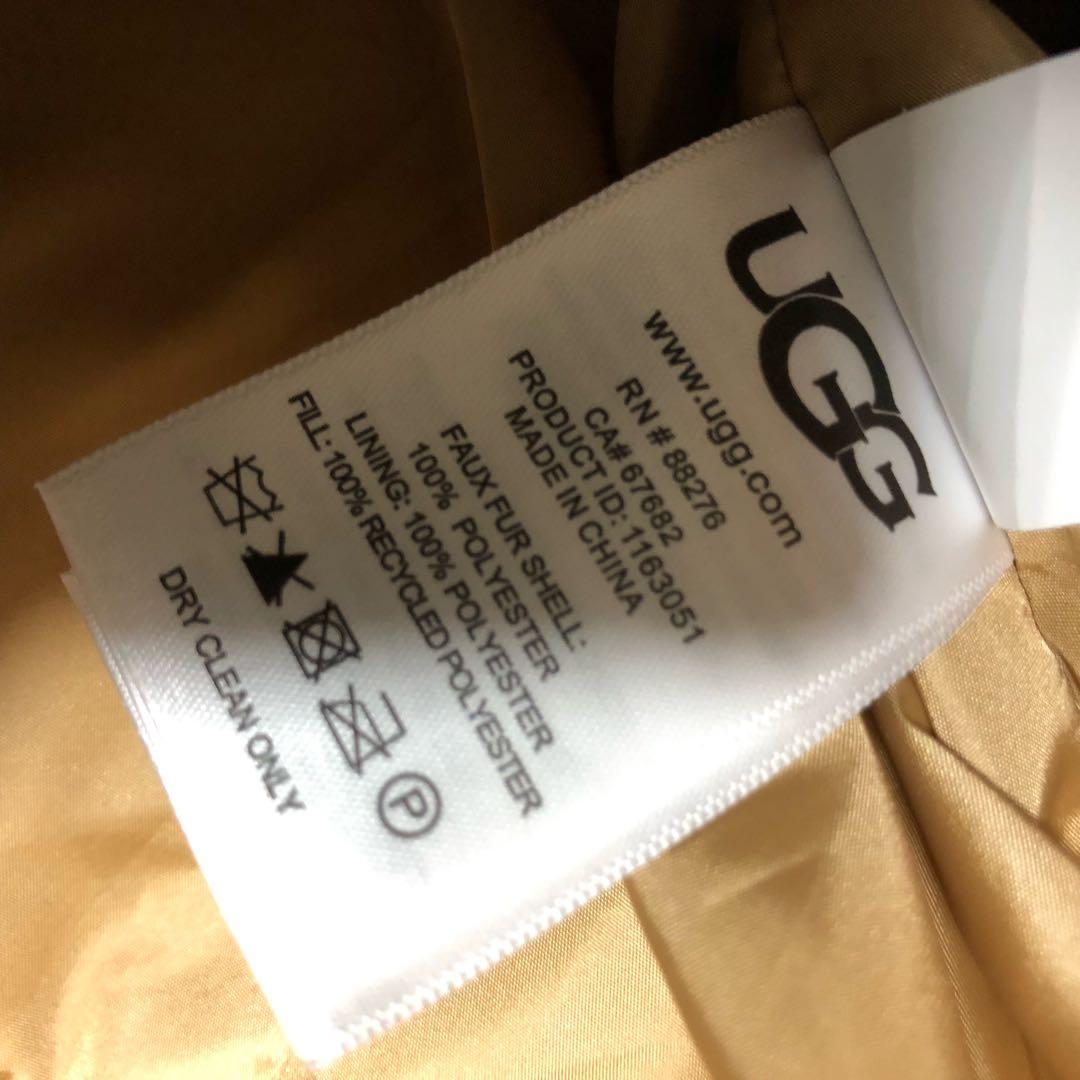 UGG
www.ugg.com
RN # 88276
CA# 67682
PRODUCT ID: 1163051
MADE IN CHINA
FAUX FUR SHELL:
100% POLYESTER
LINING: 100% POLYESTER
FILL: 100% RECYCLED POLYESTER
P
DRY CLEAN ONLY